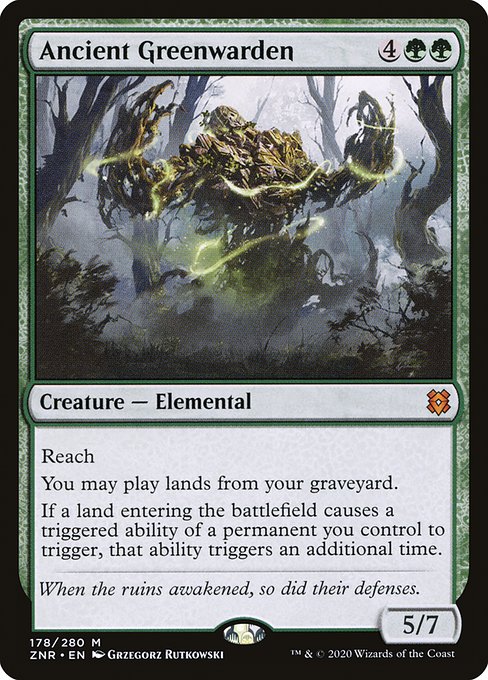 Ancient Greenwarden 4
Creature — Elemental
Reach
You may play lands from your graveyard.
If a land entering the battlefield causes a
triggered ability of a permanent you control to
trigger, that ability triggers an additional time.
When the ruins awakened, so did their defenses.
5/7
178/280 M
ZNR • EN Grzegorz Rutkowski
™ & © 2020 Wizards of the Coast